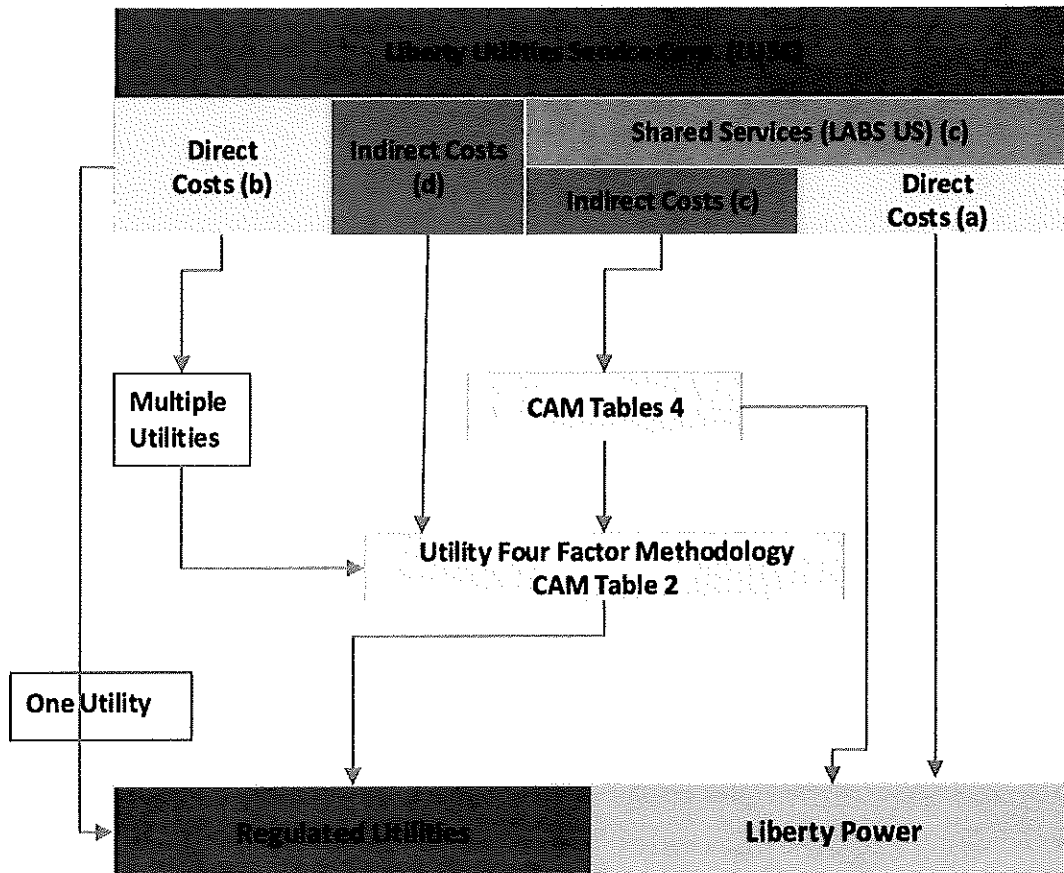 Liberty Utilities Service Corp. (LUSC)
Shared Services (LABS US) (c)
Direct
Costs (b)
Indirect Costs
(d)
Indirect Costs (c)
Direct
Costs (a)
Multiple
Utilities
CAM Tables 4
Utility Four Factor Methodology
CAM Table 2
One Utility
Regulated Utilities
Liberty Power